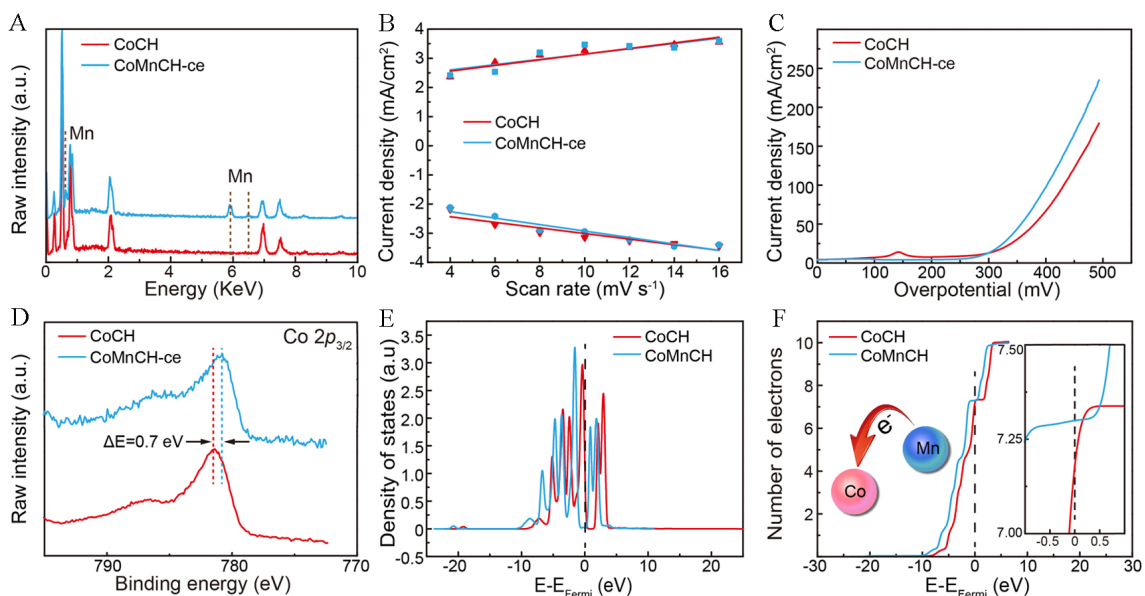 A
Raw intensity (a.u.)
CoCH
CoMnCH-ce
Mn
Mn
0 2 4 6 8 10
Energy (KeV)
B
Current density (mA/cm²)
4
3
2
1
0
-1
-2
-3
-4
CoCH
CoMnCH-ce
4 6 8 10 12 14 16
Scan rate (mV s⁻¹)
C
Current density (mA/cm²)
250
200
150
100
50
0
CoCH
CoMnCH-ce
0 100 200 300 400 500
Overpotential (mV)
D
Raw intensity (a.u.)
CoCH
CoMnCH-ce
Co 2p3/2
ΔE=0.7 eV
790 780 770
Binding energy (eV)
E
Density of states (a.u)
3.5
3.0
2.5
2.0
1.5
1.0
0.5
0.0
-0.5
CoCH
CoMnCH
-20 -10 0 10 20
E-EFermi (eV)
F
Number of electrons
10
8
6
4
2
CoCH
CoMnCH
e⁻
Mn
Co
7.50
7.25
7.00
-0.5 0 0.5
-30 -20 -10 0 10 20 30
E-EFermi (eV)